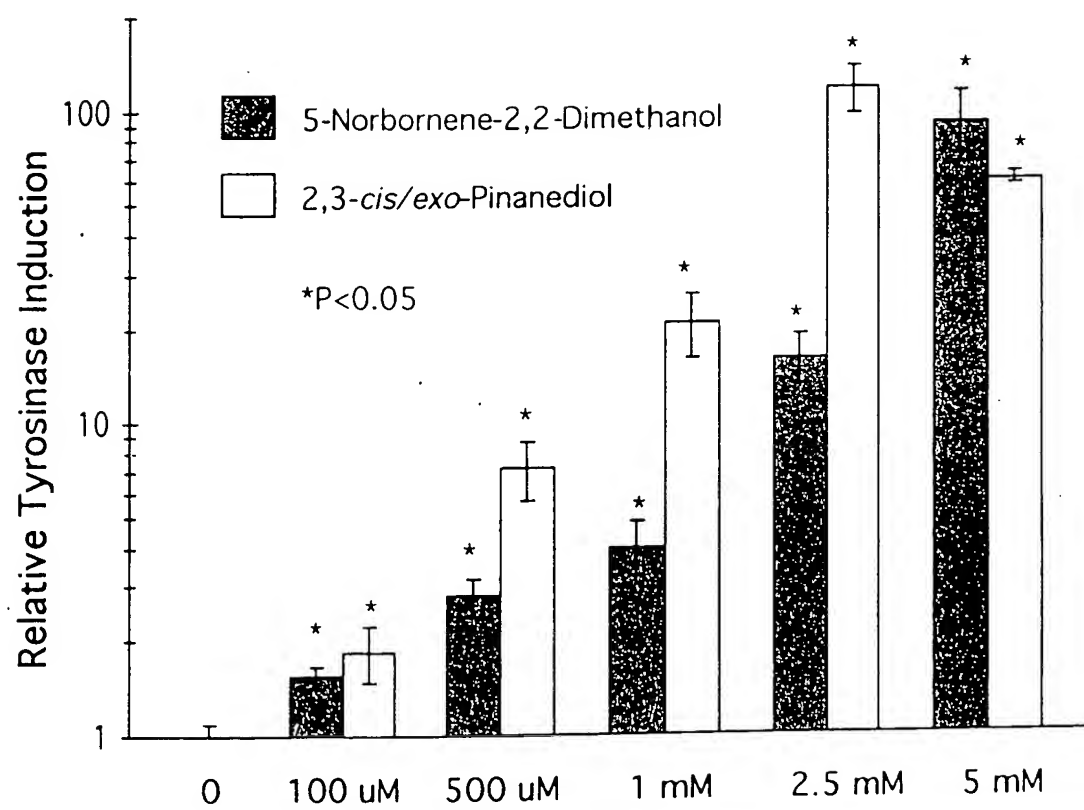 Relative Tyrosinase Induction
100
10
1
5-Norbornene-2,2-Dimethanol
2,3-cis/exo-Pinanediol
*P<0.05
* * * * * * * * * *
0 100 uM 500 uM 1 mM 2.5 mM 5 mM